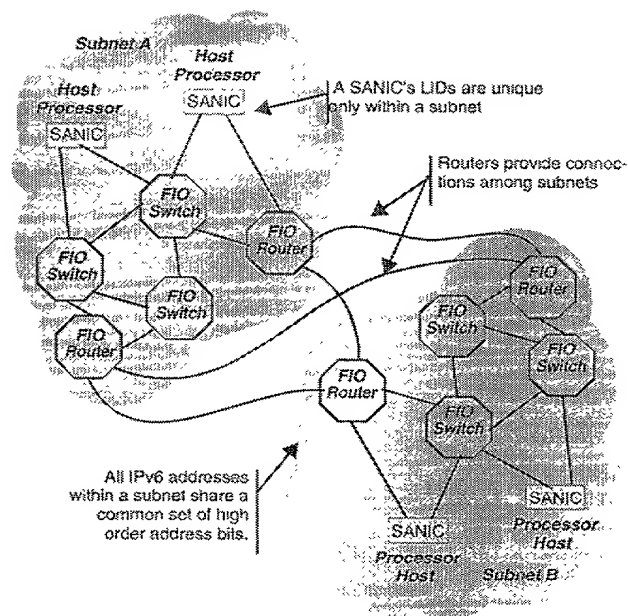 Subnet A
Host
Processor
SANIC
Host
Processor
SANIC
A SANIC's LIDs are unique
only within a subnet
Routers provide connec-
tions among subnets
FIO
Switch
FIO
Router
FIO
Switch
FIO
Switch
FIO
Router
FIO
Router
FIO
Switch
FIO
Switch
FIO
Router
FIO
Switch
All IPv6 addresses
within a subnet share a
common set of high
order address bits.
SANIC
Processor
Host
SANIC
Processor
Host
Subnet B